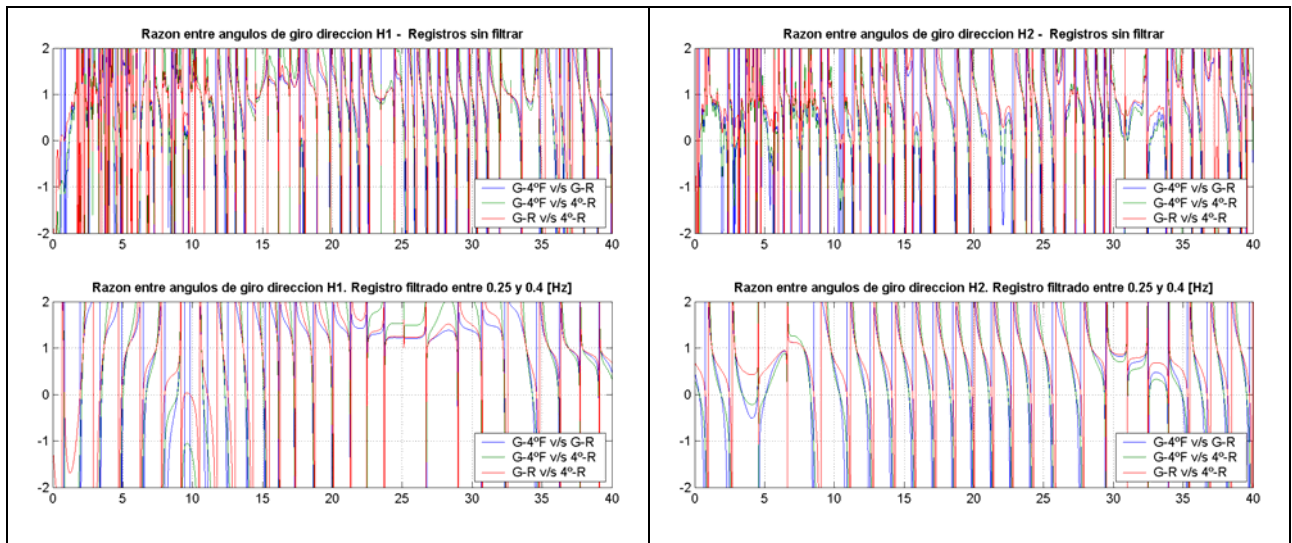 Razon entre angulos de giro direccion H1 - Registros sin filtrar
2
1
0
-1
-2
0 5 10 15 20 25 30 35 40
G-4ºF v/s G-R
G-4ºF v/s 4º-R
G-R v/s 4º-R
Razon entre angulos de giro direccion H1. Registro filtrado entre 0.25 y 0.4 [Hz]
2
1
0
-1
-2
0 5 10 15 20 25 30 35 40
G-4ºF v/s G-R
G-4ºF v/s 4º-R
G-R v/s 4º-R
Razon entre angulos de giro direccion H2 - Registros sin filtrar
2
1
0
-1
-2
0 5 10 15 20 25 30 35 40
G-4ºF v/s G-R
G-4ºF v/s 4º-R
G-R v/s 4º-R
Razon entre angulos de giro direccion H2. Registro filtrado entre 0.25 y 0.4 [Hz]
2
1
0
-1
-2
0 5 10 15 20 25 30 35 40
G-4ºF v/s G-R
G-4ºF v/s 4º-R
G-R v/s 4º-R